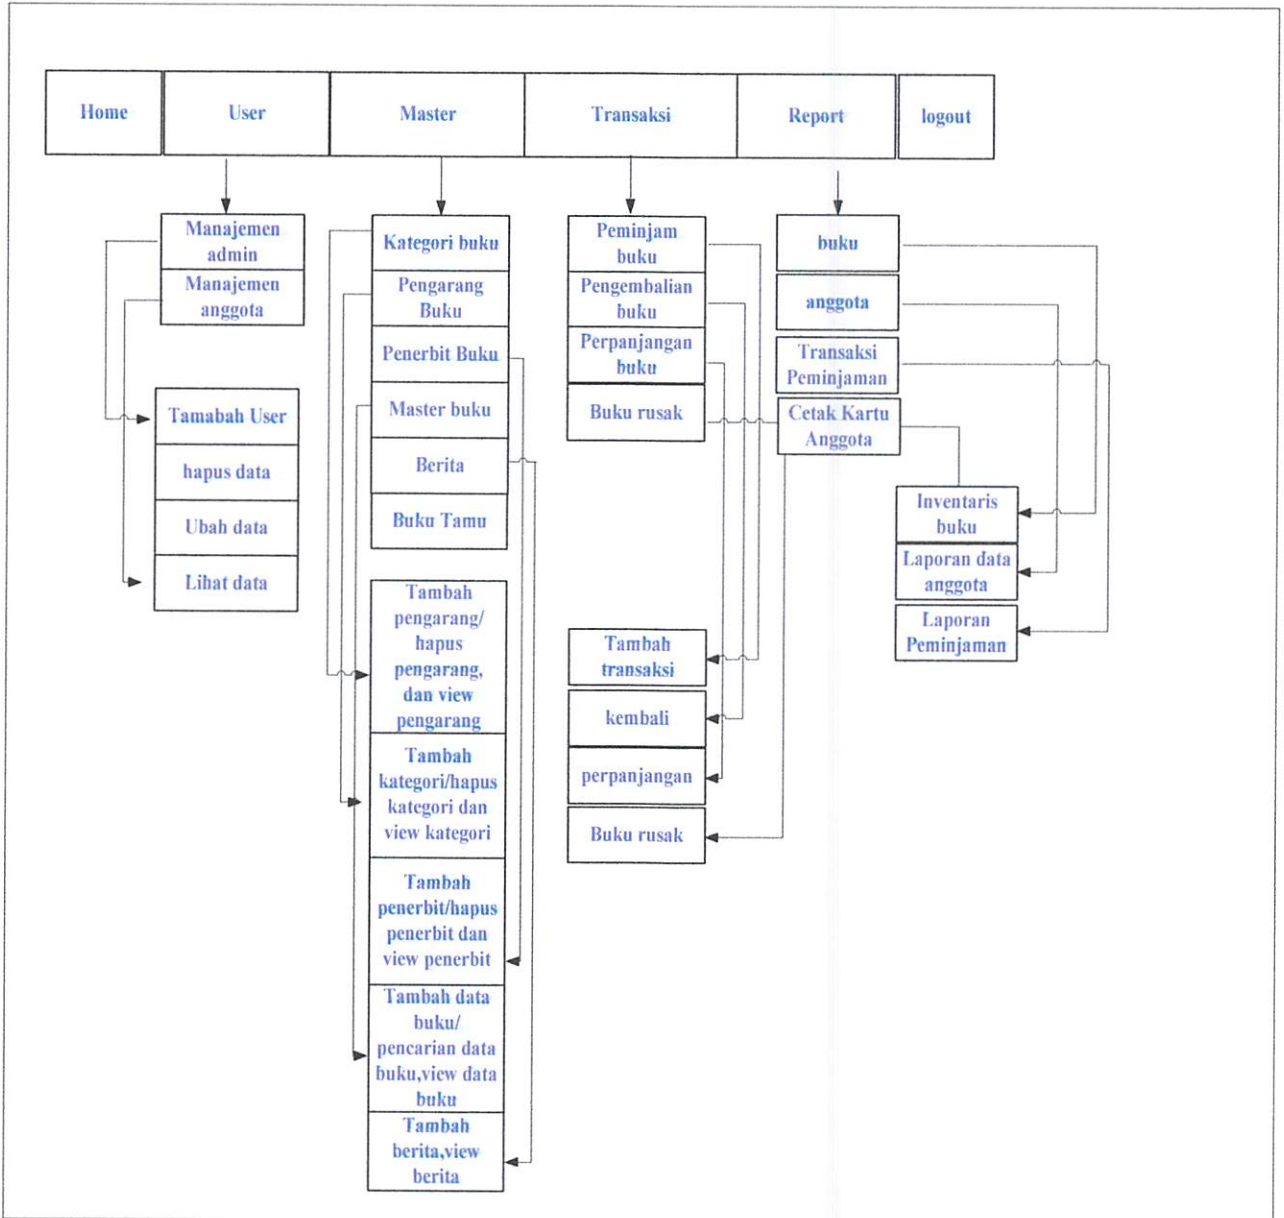 Home
User
Master
Transaksi
Report
logout
Manajemen
admin
Manajemen
anggota
Tamabah User
hapus data
Ubah data
Lihat data
Kategori buku
Pengarang
Buku
Penerbit Buku
Master buku
Berita
Buku Tamu
Tambah
pengarang/
hapus
pengarang,
dan view
pengarang
Tambah
kategori/hapus
kategori dan
view kategori
Tambah
penerbit/hapus
penerbit dan
view penerbit
Tambah data
buku/
pencarian data
buku,view data
buku
Tambah
berita,view
berita
Peminjam
buku
Pengembalian
buku
Perpanjangan
buku
Buku rusak
Tambah
transaksi
kembali
perpanjangan
Buku rusak
buku
anggota
Transaksi
Peminjaman
Cetak Kartu
Anggota
Inventaris
buku
Laporan data
anggota
Laporan
Peminjaman